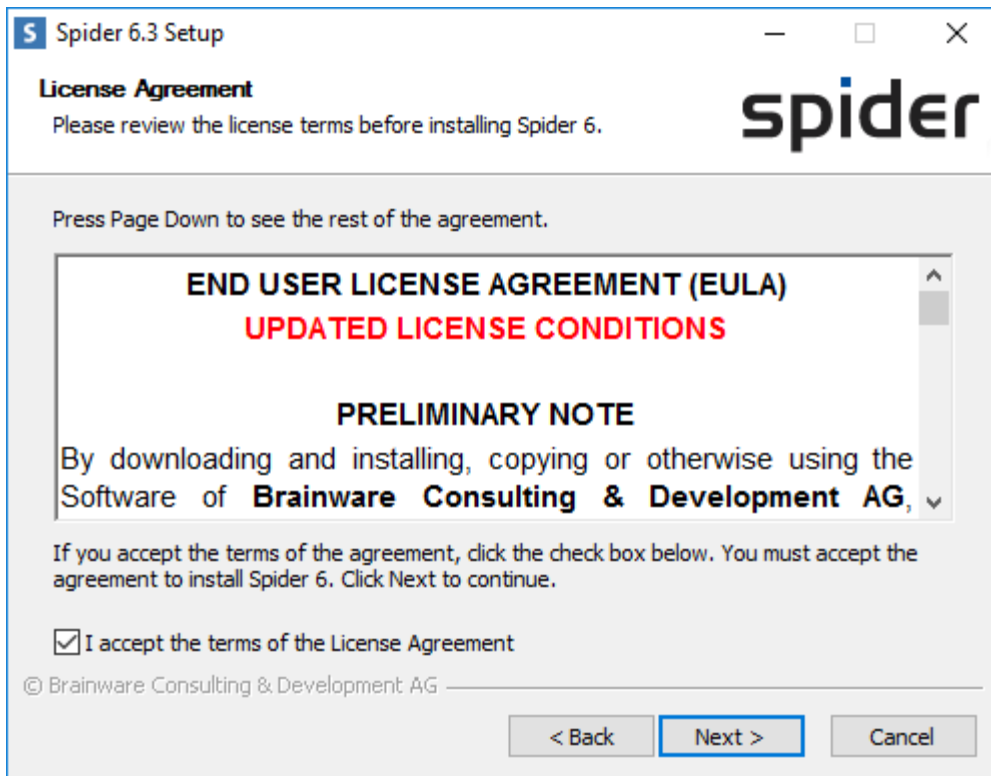 Spider 6.3 Setup
License Agreement
Please review the license terms before installing Spider 6.
spider
Press Page Down to see the rest of the agreement.
END USER LICENSE AGREEMENT (EULA)
UPDATED LICENSE CONDITIONS
PRELIMINARY NOTE
By downloading and installing, copying or otherwise using the
Software of Brainware Consulting & Development AG,
If you accept the terms of the agreement, click the check box below. You must accept the
agreement to install Spider 6. Click Next to continue.
I accept the terms of the License Agreement
© Brainware Consulting & Development AG
< Back
Next >
Cancel